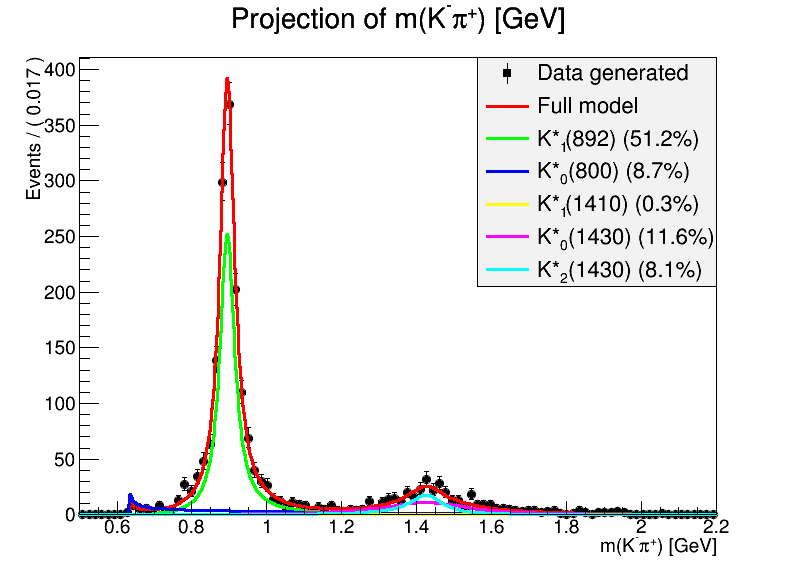 Projection of m(K⁻π⁺) [GeV]
Events / ( 0.017 )
400
350
300
250
200
150
100
50
0
Data generated
Full model
K*₁(892) (51.2%)
K*₀(800) (8.7%)
K*₁(1410) (0.3%)
K*₀(1430) (11.6%)
K*₂(1430) (8.1%)
0.6 0.8 1 1.2 1.4 1.6 1.8 2 2.2
m(K⁻π⁺) [GeV]